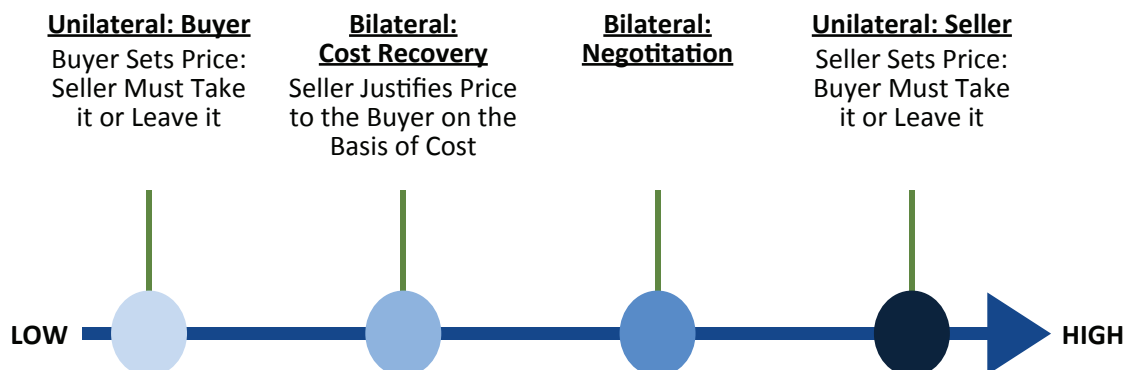 Unilateral: Buyer
Buyer Sets Price:
Seller Must Take
it or Leave it
Bilateral:
Cost Recovery
Seller Justifies Price
to the Buyer on the
Basis of Cost
Bilateral:
Negotitation
Unilateral: Seller
Seller Sets Price:
Buyer Must Take
it or Leave it
LOW
HIGH